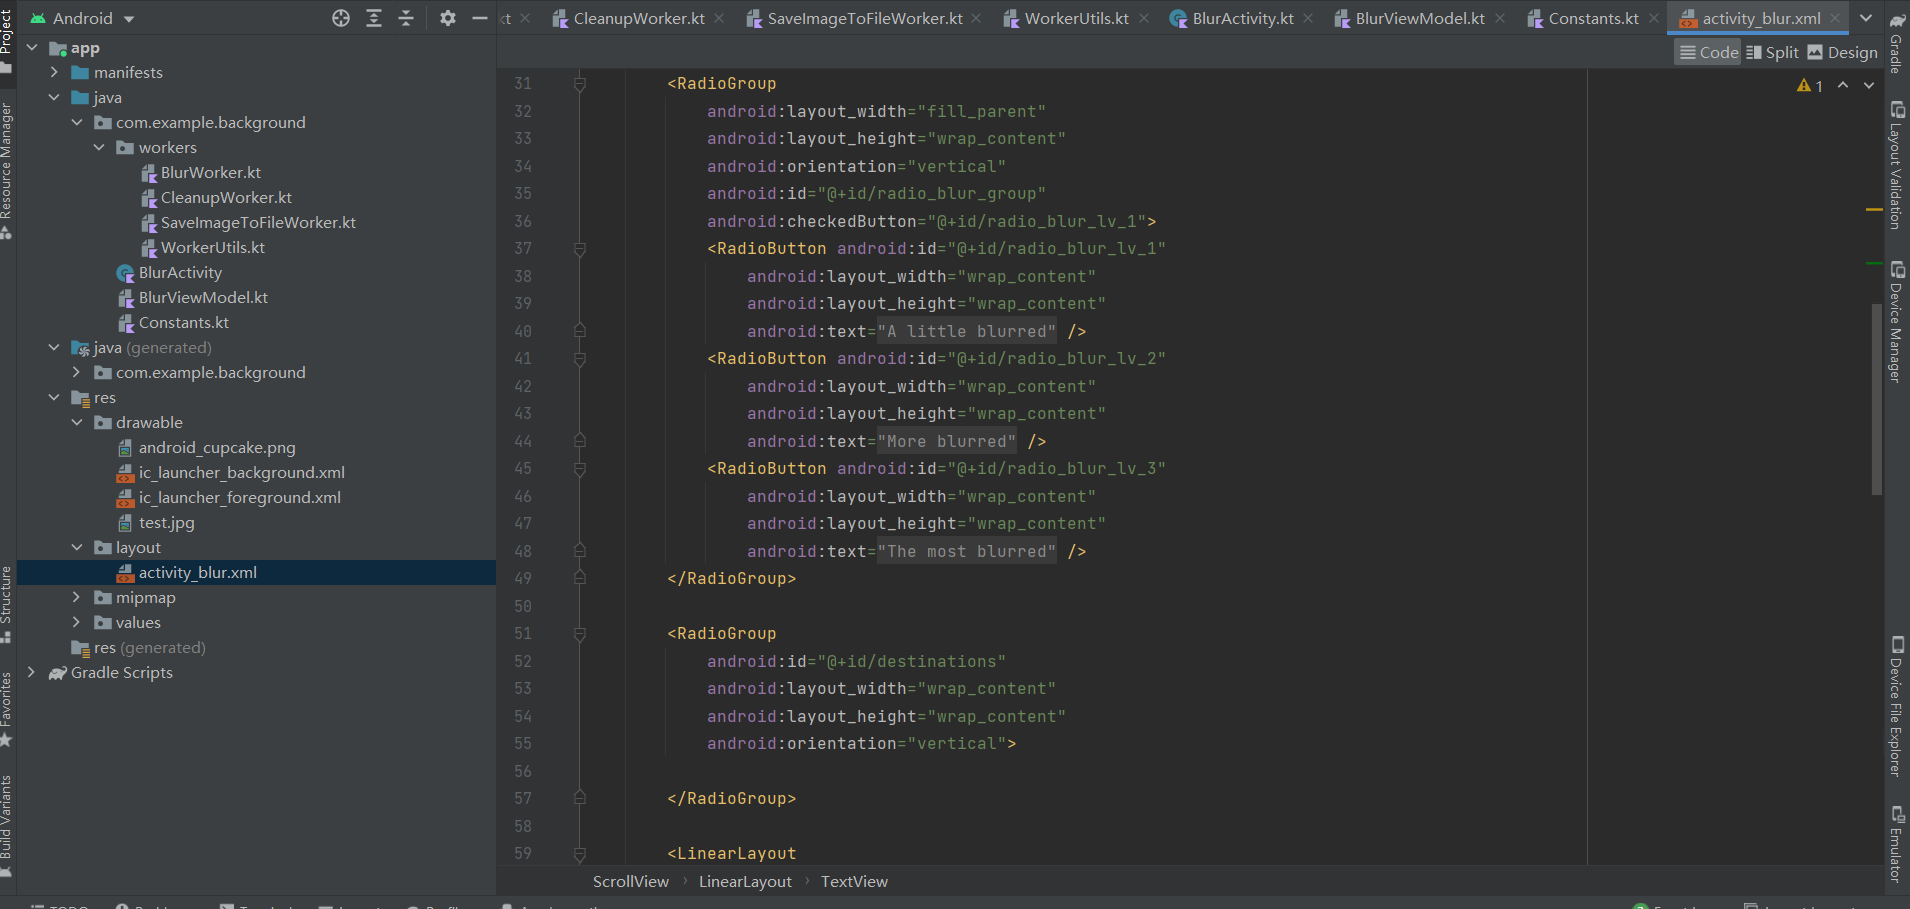 Android
kt
CleanupWorker.kt
SaveImageToFileWorker.kt
WorkerUtils.kt
BlurActivity.kt
BlurViewModel.kt
Constants.kt
activity_blur.xml
Code
Split
Design
Project
Resource Manager
Structure
Favorites
Build Variants
app
manifests
java
com.example.background
workers
BlurWorker.kt
CleanupWorker.kt
SaveImageToFileWorker.kt
WorkerUtils.kt
BlurActivity
BlurViewModel.kt
Constants.kt
java (generated)
com.example.background
res
drawable
android_cupcake.png
ic_launcher_background.xml
ic_launcher_foreground.xml
test.jpg
layout
activity_blur.xml
mipmap
values
res (generated)
Gradle Scripts
1
31 <RadioGroup
32 android:layout_width="fill_parent"
33 android:layout_height="wrap_content"
34 android:orientation="vertical"
35 android:id="@+id/radio_blur_group"
36 android:checkedButton="@+id/radio_blur_lv_1">
37 <RadioButton android:id="@+id/radio_blur_lv_1"
38 android:layout_width="wrap_content"
39 android:layout_height="wrap_content"
40 android:text="A little blurred" />
41 <RadioButton android:id="@+id/radio_blur_lv_2"
42 android:layout_width="wrap_content"
43 android:layout_height="wrap_content"
44 android:text="More blurred" />
45 <RadioButton android:id="@+id/radio_blur_lv_3"
46 android:layout_width="wrap_content"
47 android:layout_height="wrap_content"
48 android:text="The most blurred" />
49 </RadioGroup>
50
51 <RadioGroup
52 android:id="@+id/destinations"
53 android:layout_width="wrap_content"
54 android:layout_height="wrap_content"
55 android:orientation="vertical">
56
57 </RadioGroup>
58
59 <LinearLayout
ScrollView › LinearLayout › TextView
Gradle
Layout Validation
Device Manager
Device File Explorer
Emulator